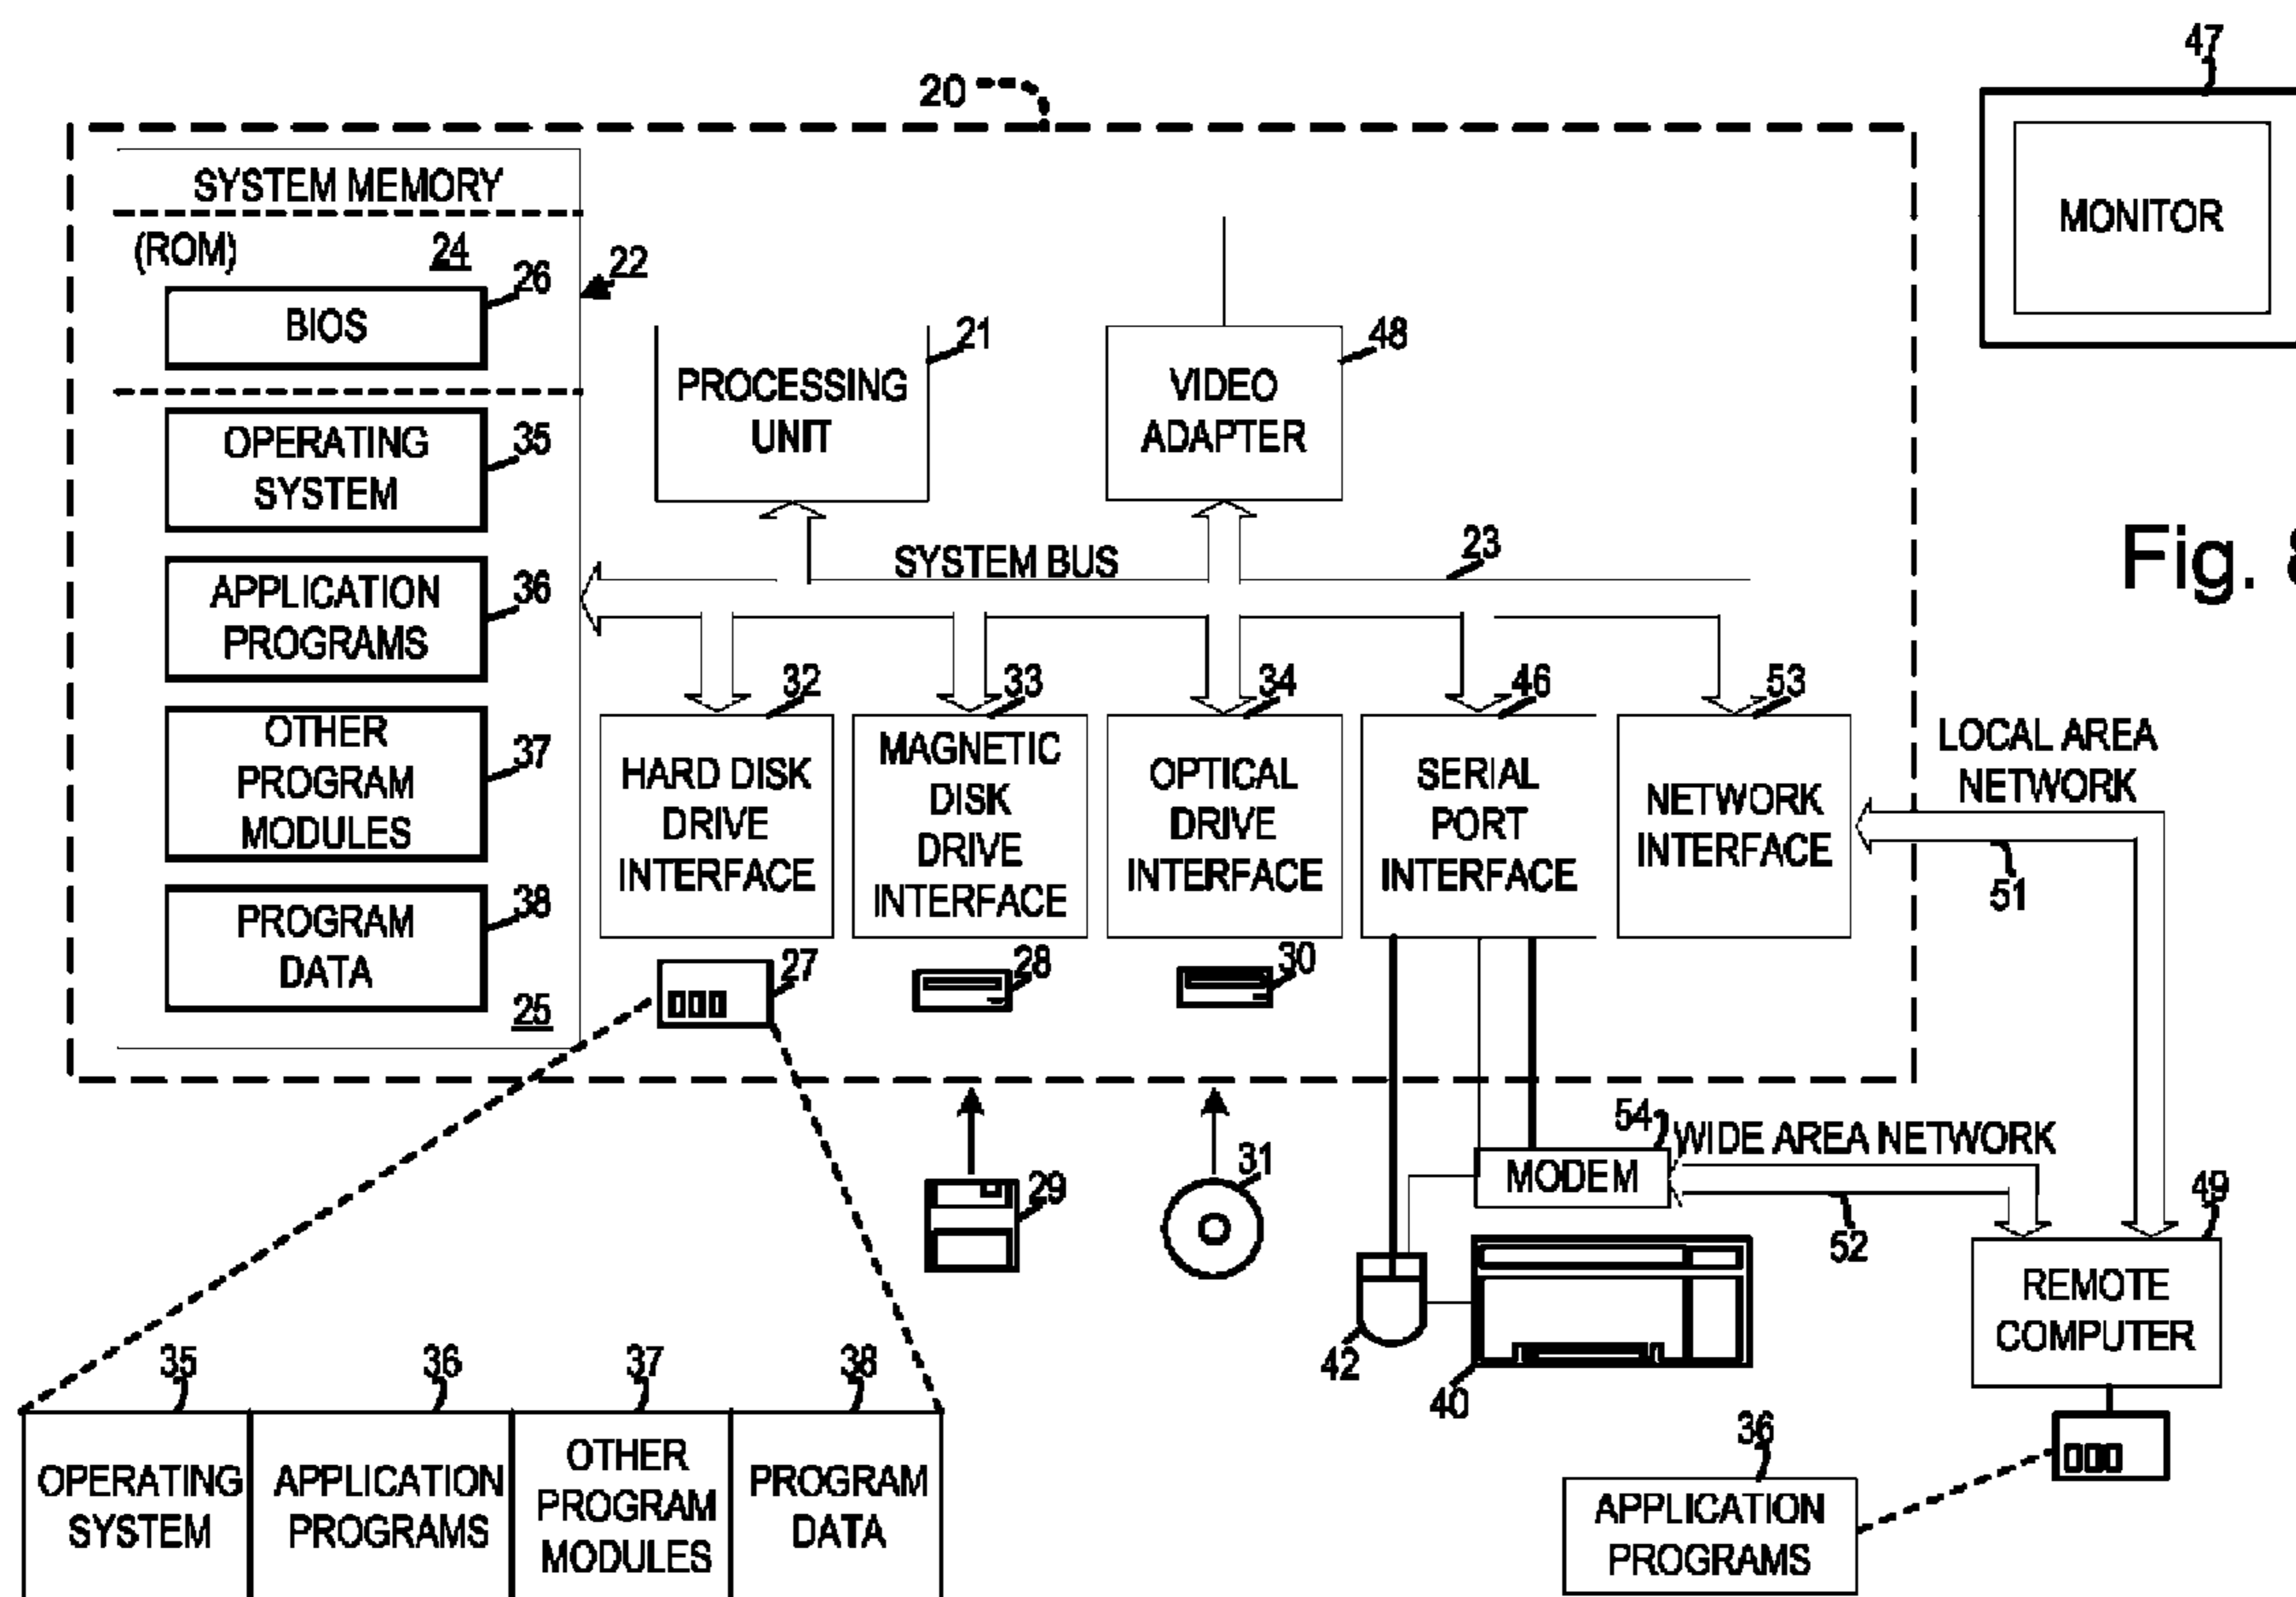 47
20
SYSTEM MEMORY
(ROM) 24
26
22
BIOS
MONITOR
21
48
PROCESSING
UNIT
VIDEO
ADAPTER
OPERATING
SYSTEM
35
SYSTEM BUS
23
Fig. 8
APPLICATION
PROGRAMS
36
OTHER
PROGRAM
MODULES
37
PROGRAM
DATA
38
25
32
33
34
46
53
HARD DISK
DRIVE
INTERFACE
MAGNETIC
DISK
DRIVE
INTERFACE
OPTICAL
DRIVE
INTERFACE
SERIAL
PORT
INTERFACE
NETWORK
INTERFACE
LOCAL AREA
NETWORK
51
27
28
30
29
31
54
WIDE AREA NETWORK
MODEM
52
49
REMOTE
COMPUTER
42
40
35
36
37
38
OPERATING
SYSTEM
APPLICATION
PROGRAMS
OTHER
PROGRAM
MODULES
PROGRAM
DATA
36
APPLICATION
PROGRAMS